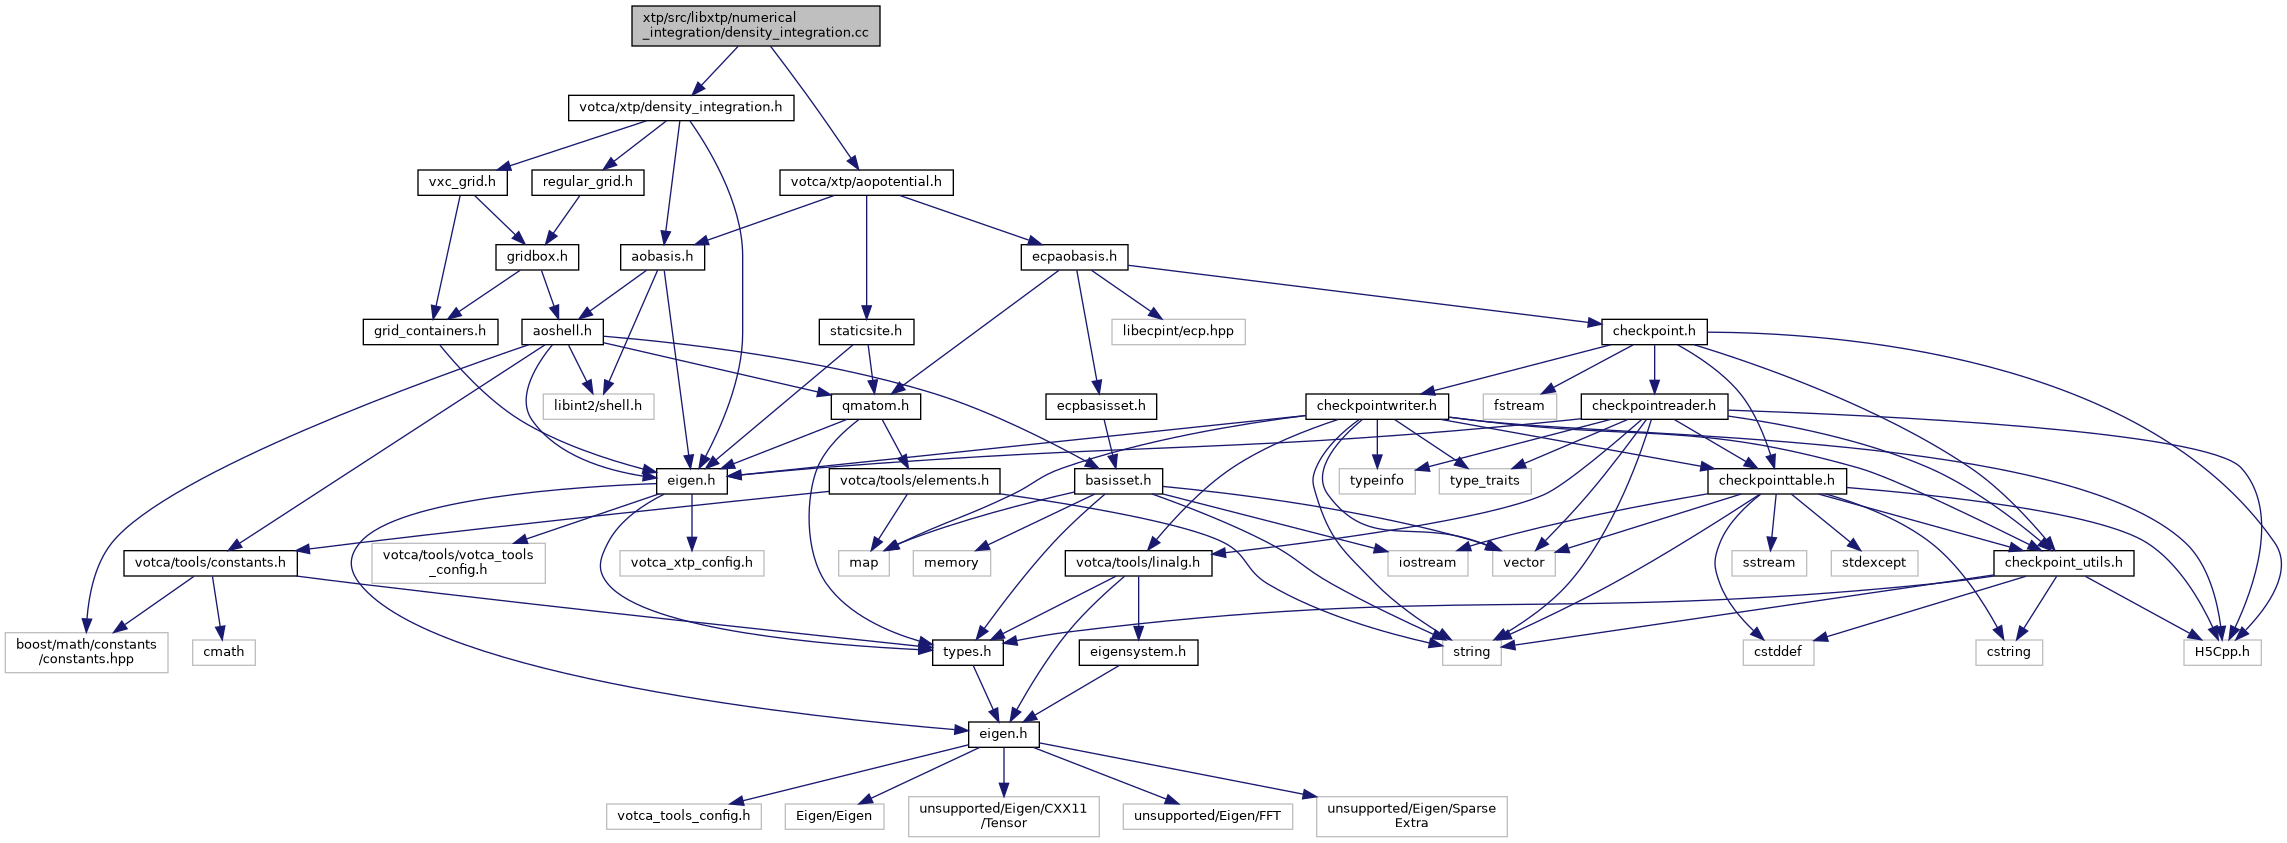 xtp/src/libxtp/numerical
_integration/density_integration.cc
votca/xtp/density_integration.h
vxc_grid.h
regular_grid.h
votca/xtp/aopotential.h
gridbox.h
aobasis.h
ecpaobasis.h
grid_containers.h
aoshell.h
staticsite.h
libecpint/ecp.hpp
checkpoint.h
libint2/shell.h
qmatom.h
ecpbasisset.h
checkpointwriter.h
fstream
checkpointreader.h
eigen.h
votca/tools/elements.h
basisset.h
typeinfo
type_traits
checkpointtable.h
votca/tools/constants.h
votca/tools/votca_tools
_config.h
votca_xtp_config.h
map
memory
votca/tools/linalg.h
iostream
vector
sstream
stdexcept
checkpoint_utils.h
boost/math/constants
/constants.hpp
cmath
types.h
eigensystem.h
string
cstddef
cstring
H5Cpp.h
eigen.h
votca_tools_config.h
Eigen/Eigen
unsupported/Eigen/CXX11
/Tensor
unsupported/Eigen/FFT
unsupported/Eigen/Sparse
Extra